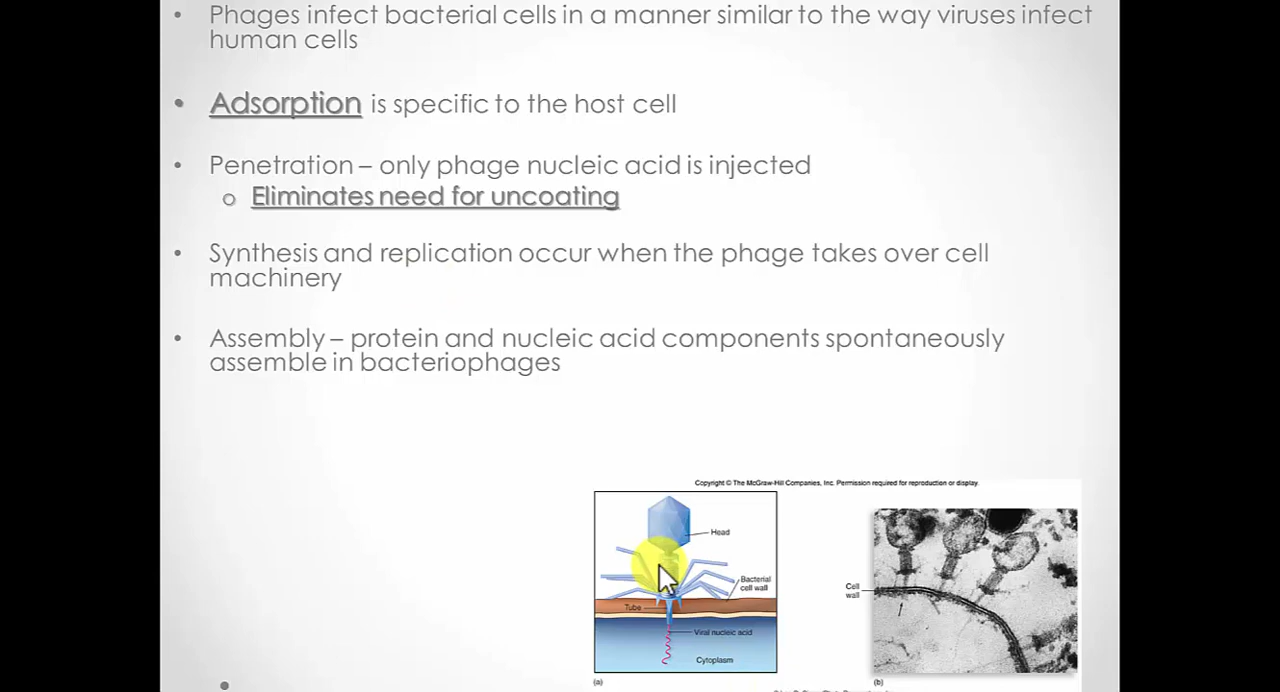 • Phages infect bacterial cells in a manner similar to the way viruses infect
human cells
• Adsorption is specific to the host cell
• Penetration – only phage nucleic acid is injected
o Eliminates need for uncoating
• Synthesis and replication occur when the phage takes over cell
machinery
• Assembly – protein and nucleic acid components spontaneously
assemble in bacteriophages
Copyright © The McGraw-Hill Companies, Inc. Permission required for reproduction or display.
Head
Bacterial
cell wall
Tube
Viral nucleic acid
Cytoplasm
(a)
Cell
wall
(b)